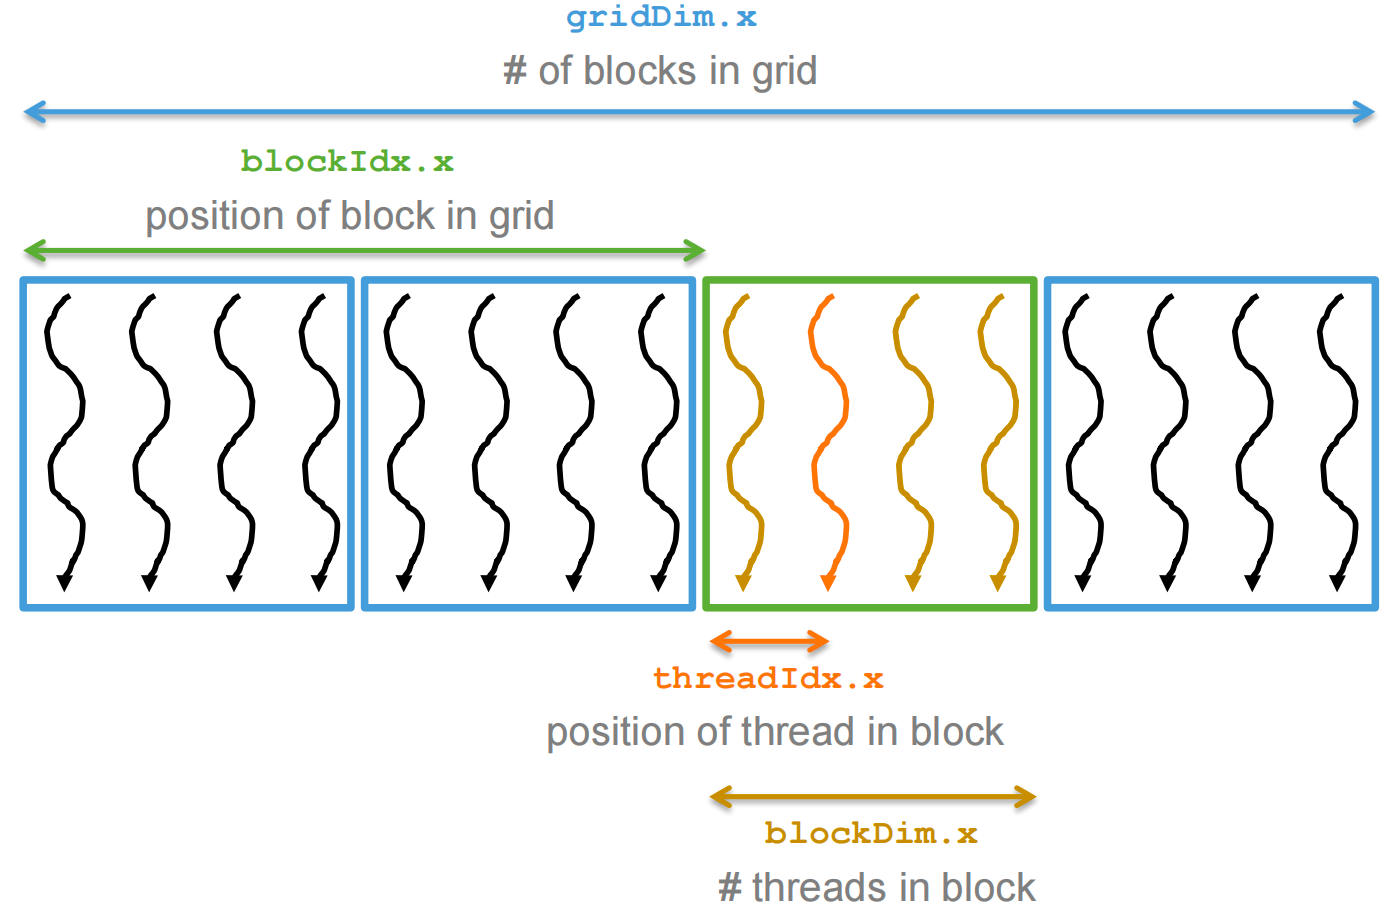 gridDim.x
# of blocks in grid
blockIdx.x
position of block in grid
threadIdx.x
position of thread in block
blockDim.x
# threads in block